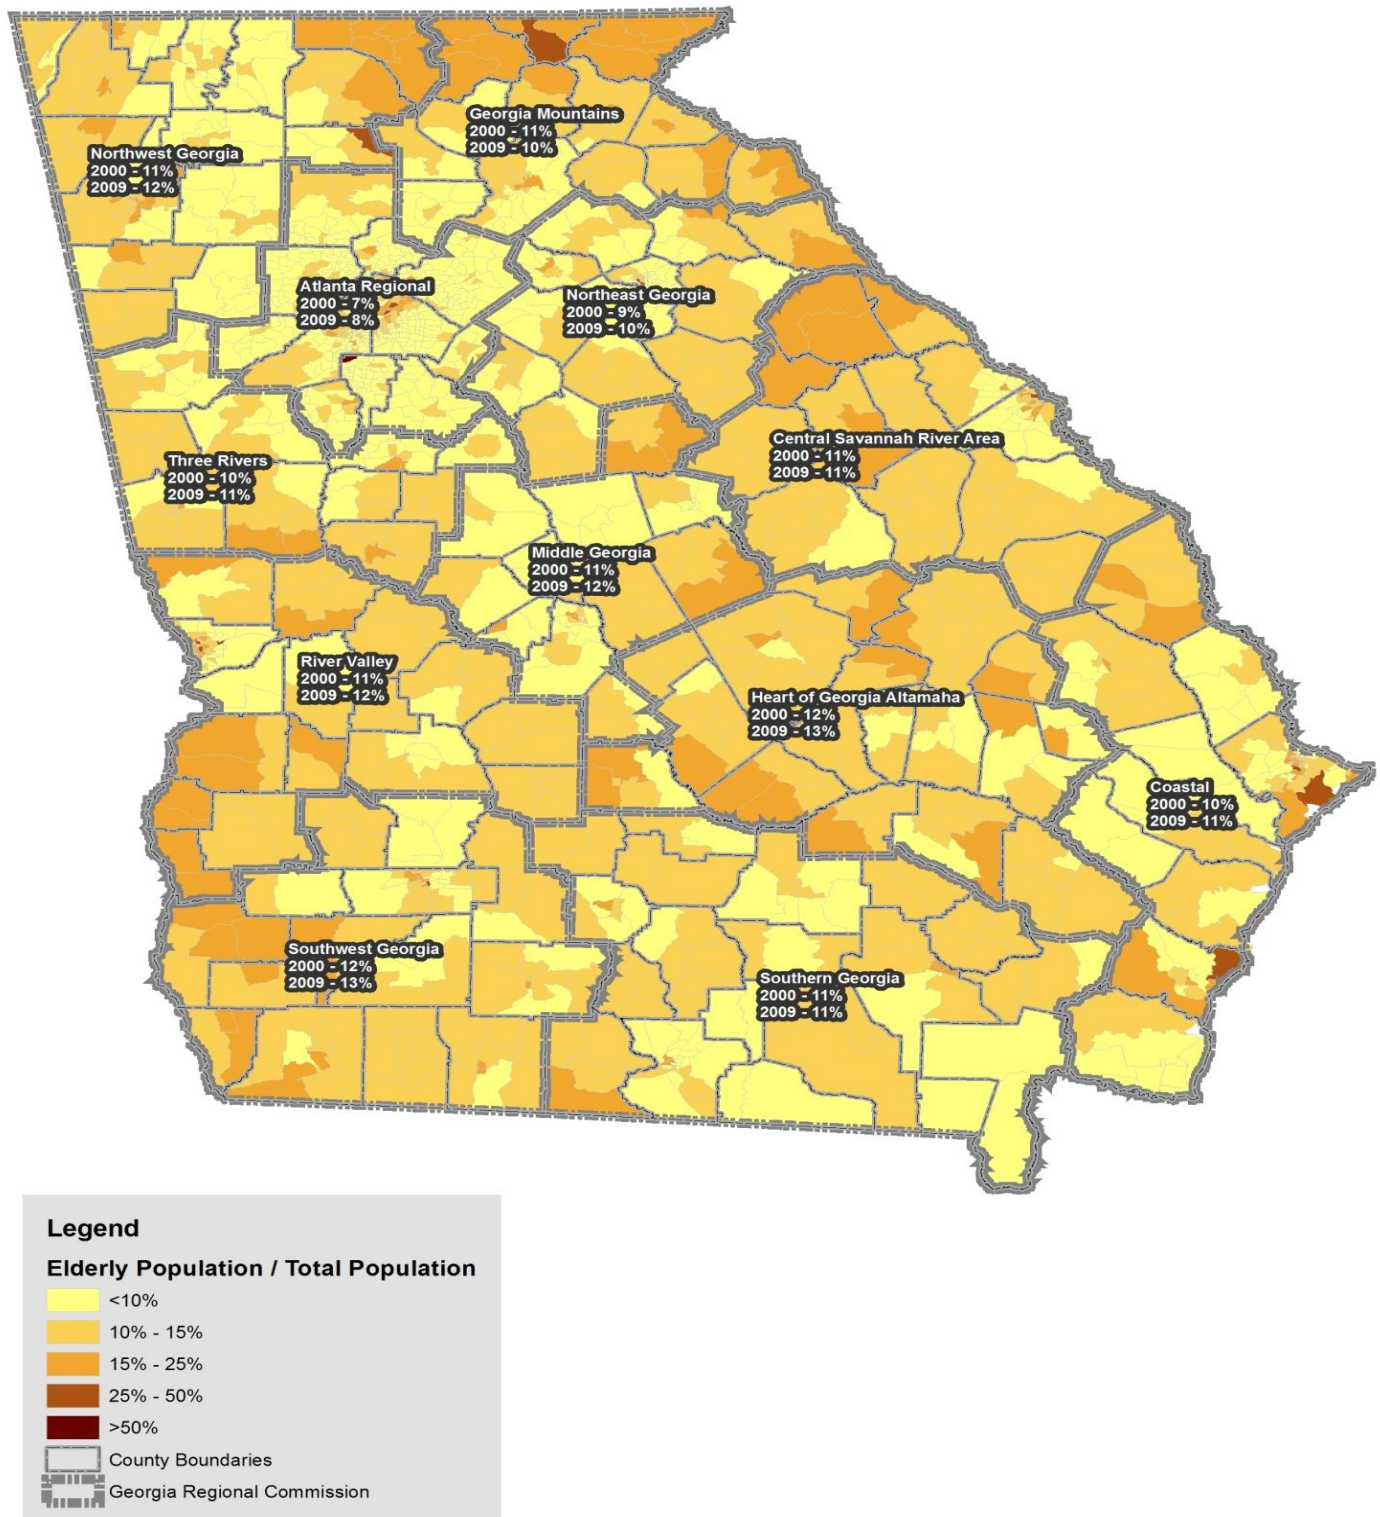 Georgia Mountains
2000 - 11%
2009 - 10%
Northwest Georgia
2000 - 11%
2009 - 12%
Atlanta Regional
2000 - 7%
2009 - 8%
Northeast Georgia
2000 - 9%
2009 - 10%
Central Savannah River Area
2000 - 11%
2009 - 11%
Three Rivers
2000 - 10%
2009 - 11%
Middle Georgia
2000 - 11%
2009 - 12%
River Valley
2000 - 11%
2009 - 12%
Heart of Georgia Altamaha
2000 - 12%
2009 - 13%
Coastal
2000 - 10%
2009 - 11%
Southwest Georgia
2000 - 12%
2009 - 13%
Southern Georgia
2000 - 11%
2009 - 11%
Legend
Elderly Population / Total Population
<10%
10% - 15%
15% - 25%
25% - 50%
>50%
County Boundaries
Georgia Regional Commission